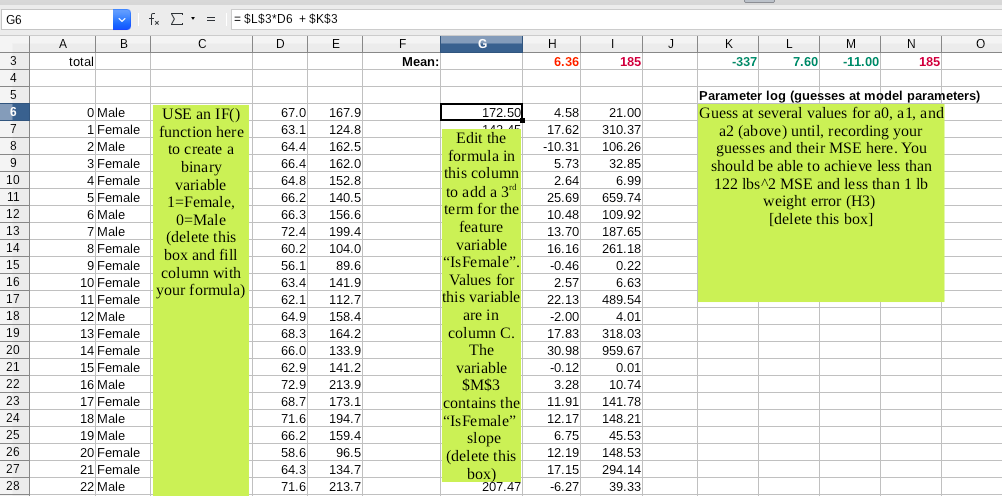 G6 fx Σ = = $L$3*D6 + $K$3
A B C D E F G H I J K L M N O
3 total Mean: 6.36 185 -337 7.60 -11.00 185
4
5 Parameter log (guesses at model parameters)
6 0 Male 67.0 167.9 172.50 4.58 21.00
7 1 Female 63.1 124.8 142.45 17.62 310.37
8 2 Male 64.4 162.5 -10.31 106.26
9 3 Female 66.4 162.0 5.73 32.85
10 4 Female 64.8 152.8 2.64 6.99
11 5 Female 66.2 140.5 25.69 659.74
12 6 Male 66.3 156.6 10.48 109.92
13 7 Male 72.4 199.4 13.70 187.65
14 8 Female 60.2 104.0 16.16 261.18
15 9 Female 56.1 89.6 -0.46 0.22
16 10 Female 63.4 141.9 2.57 6.63
17 11 Female 62.1 112.7 22.13 489.54
18 12 Male 64.9 158.4 -2.00 4.01
19 13 Female 68.3 164.2 17.83 318.03
20 14 Female 66.0 133.9 30.98 959.67
21 15 Female 62.9 141.2 -0.12 0.01
22 16 Male 72.9 213.9 3.28 10.74
23 17 Female 68.7 173.1 11.91 141.78
24 18 Male 71.6 194.7 12.17 148.21
25 19 Male 66.2 159.4 6.75 45.53
26 20 Female 58.6 96.5 12.19 148.53
27 21 Female 64.3 134.7 17.15 294.14
28 22 Male 71.6 213.7 207.47 -6.27 39.33
USE an IF()
function here
to create a
binary
variable
1=Female,
0=Male
(delete this
box and fill
column with
your formula)
Edit the
formula in
this column
to add a 3rd
term for the
feature
variable
“IsFemale”.
Values for
this variable
are in
column C.
The
variable
$M$3
contains the
“IsFemale”
slope
(delete this
box)
Guess at several values for a0, a1, and
a2 (above) until, recording your
guesses and their MSE here. You
should be able to achieve less than
122 lbs^2 MSE and less than 1 lb
weight error (H3)
[delete this box]